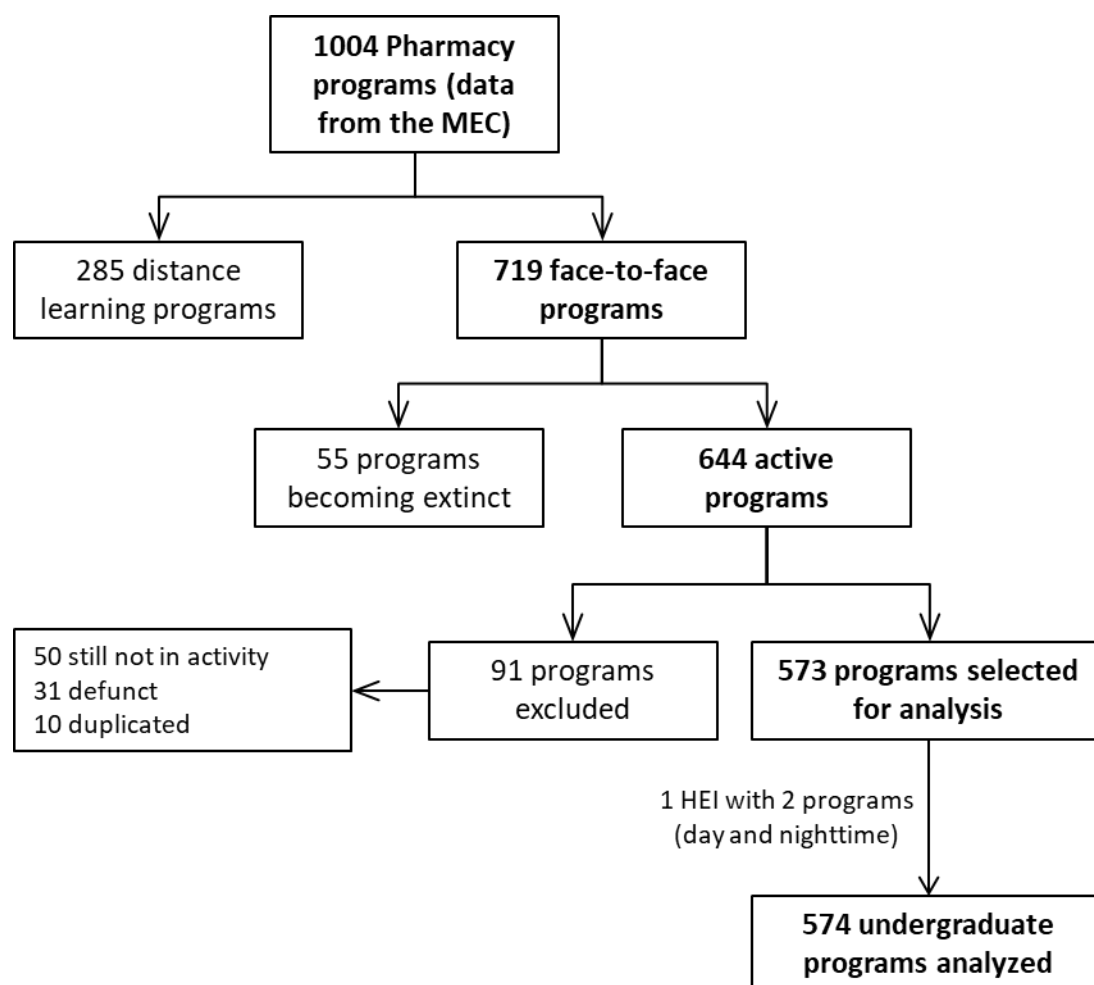 1004 Pharmacy
programs (data
from the MEC)
285 distance
learning programs
719 face-to-face
programs
55 programs
becoming extinct
644 active
programs
50 still not in activity
31 defunct
10 duplicated
91 programs
excluded
573 programs selected
for analysis
1 HEI with 2 programs
(day and nighttime)
574 undergraduate
programs analyzed